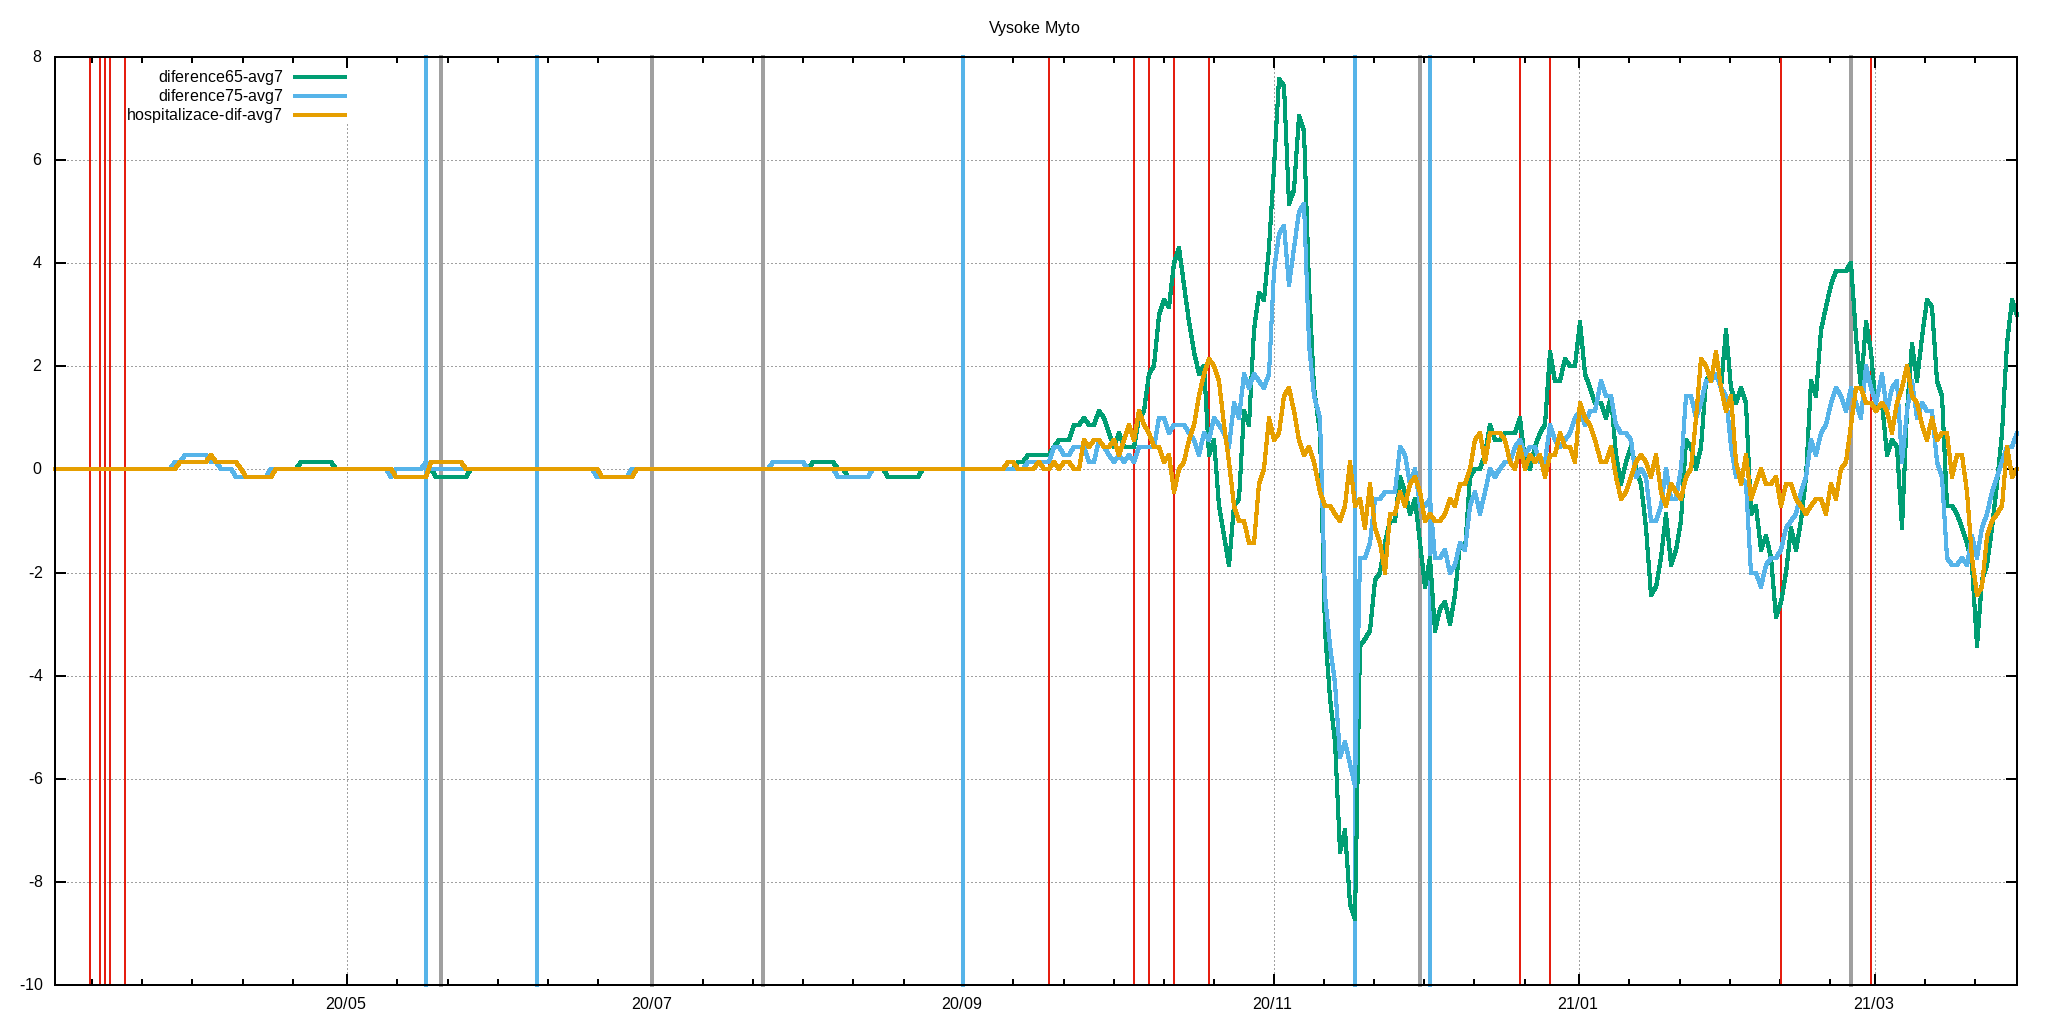 Vysoke Myto
diference65-avg7
diference75-avg7
hospitalizace-dif-avg7
8
6
4
2
0
-2
-4
-6
-8
-10
20/05 20/07 20/09 20/11 21/01 21/03